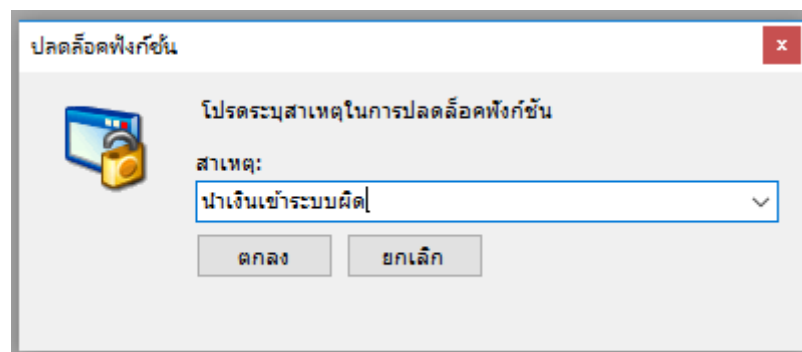 ปลดล็อคฟังก์ชั่น
โปรดระบุสาเหตุในการปลดล็อคฟังก์ชั่น
สาเหตุ:
นำเงินเข้าระบบผิด
ตกลง
ยกเลิก